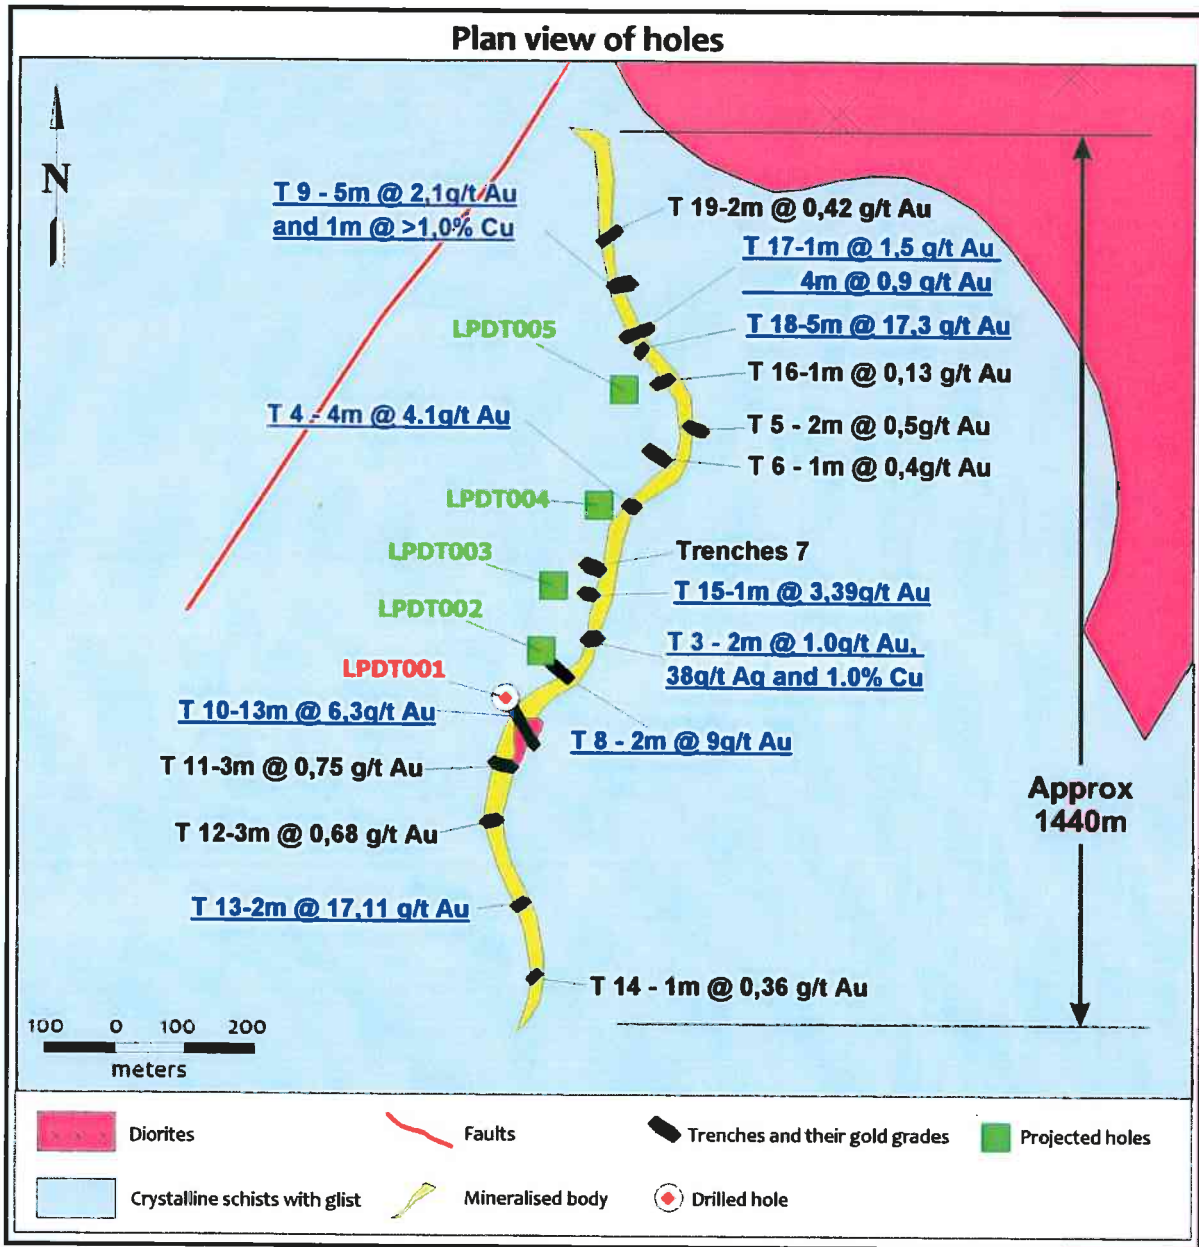 Plan view of holes
N
T 9 - 5m @ 2,1g/t Au
and 1m @ >1,0% Cu
T 19-2m @ 0,42 g/t Au
T 17-1m @ 1,5 g/t Au
4m @ 0,9 g/t Au
LPDT005
T 18-5m @ 17,3 g/t Au
T 16-1m @ 0,13 g/t Au
T 4 - 4m @ 4.1g/t Au
T 5 - 2m @ 0,5g/t Au
T 6 - 1m @ 0,4g/t Au
LPDT004
LPDT003
Trenches 7
T 15-1m @ 3,39g/t Au
LPDT002
T 3 - 2m @ 1.0g/t Au,
38g/t Ag and 1.0% Cu
LPDT001
T 10-13m @ 6,3g/t Au
T 8 - 2m @ 9g/t Au
T 11-3m @ 0,75 g/t Au
Approx
1440m
T 12-3m @ 0,68 g/t Au
T 13-2m @ 17,11 g/t Au
T 14 - 1m @ 0,36 g/t Au
100 0 100 200
meters
Diorites
Faults
Trenches and their gold grades
Projected holes
Crystalline schists with glist
Mineralised body
Drilled hole